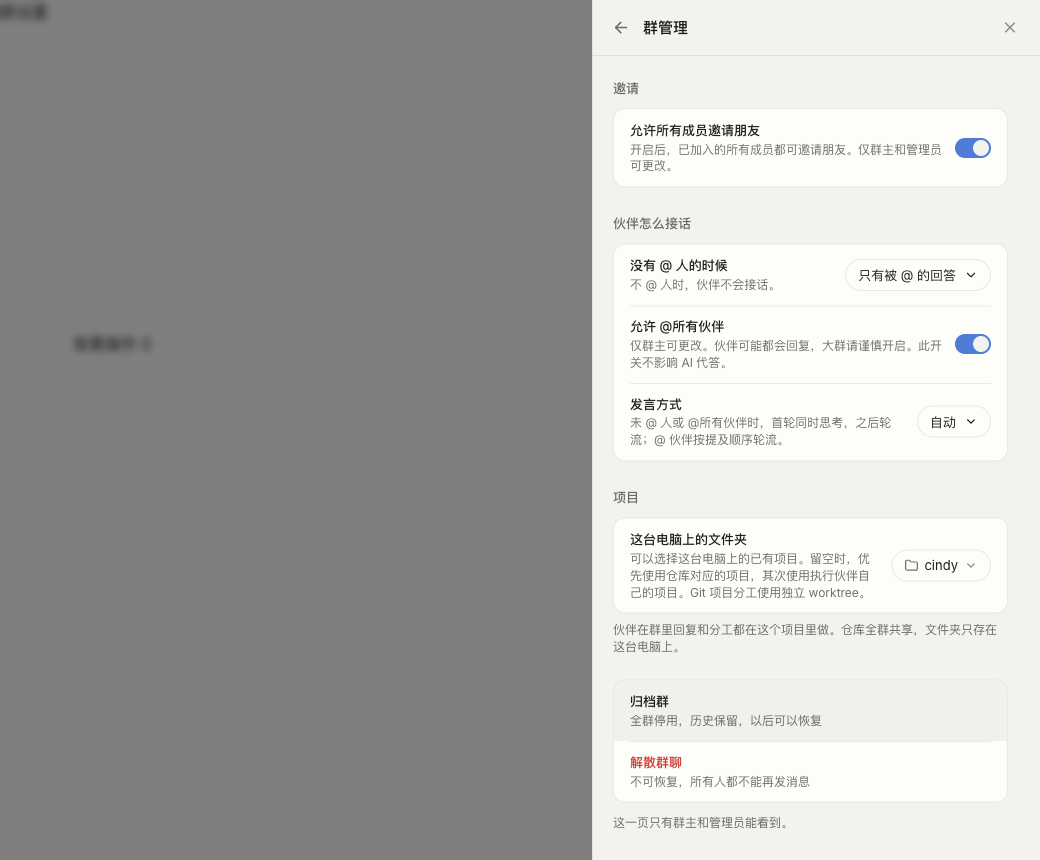 群管理
邀请
允许所有成员邀请朋友
开启后，已加入的所有成员都可邀请朋友。仅群主和管理员
可更改。
伙伴怎么接话
没有 @ 人的时候
不 @ 人时，伙伴不会接话。
只有被 @ 的回答
允许 @所有伙伴
仅群主可更改。伙伴可能都会回复，大群请谨慎开启。此开
关不影响 AI 代答。
发言方式
未 @ 人或 @所有伙伴时，首轮同时思考，之后轮
流；@ 伙伴按提及顺序轮流。
自动
项目
这台电脑上的文件夹
可以选择这台电脑上的已有项目。留空时，优
先使用仓库对应的项目，其次使用执行伙伴自
己的项目。Git 项目分工使用独立 worktree。
cindy
伙伴在群里回复和分工都在这个项目里做。仓库全群共享，文件夹只存在
这台电脑上。
归档群
全群停用，历史保留，以后可以恢复
解散群聊
不可恢复，所有人都不能再发消息
这一页只有群主和管理员能看到。